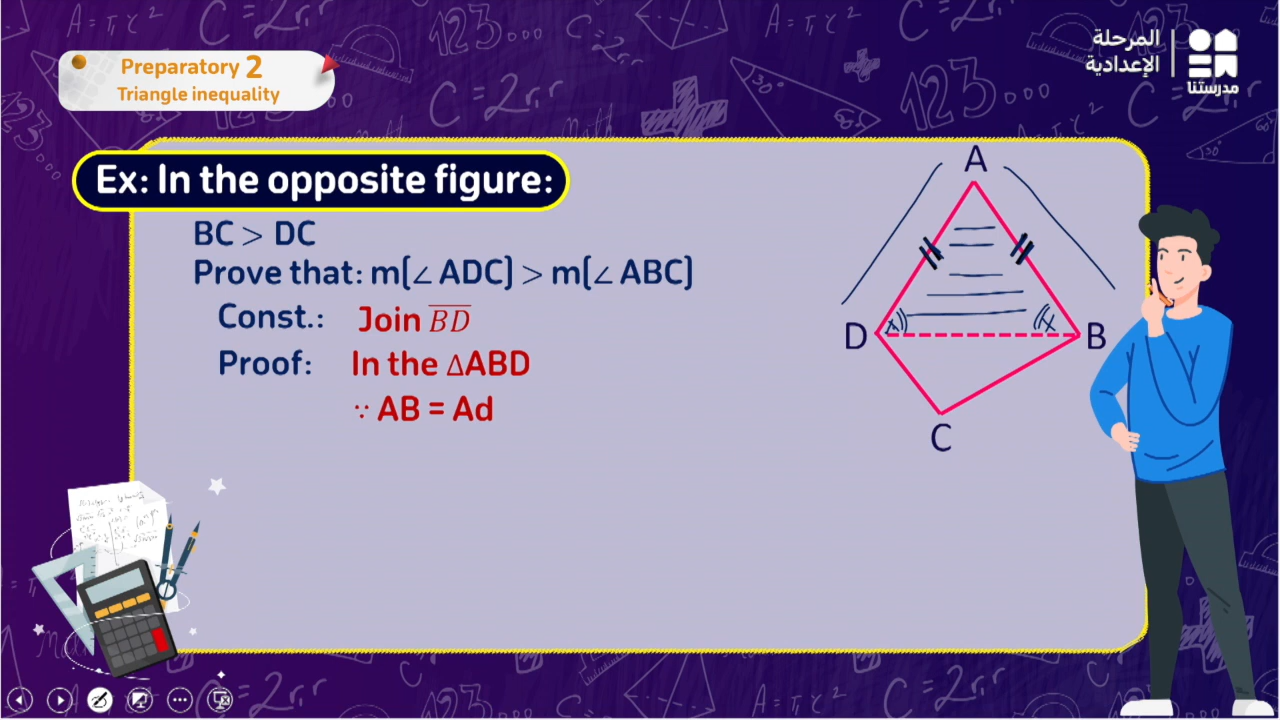 Preparatory 2
Triangle inequality
المرحلة
الإعدادية
مدرستنا
Ex: In the opposite figure:
BC > DC
Prove that: m(∠ ADC) > m(∠ ABC)
Const.: Join \overline{BD}
Proof: In the ΔABD
∵ AB = Ad
A
D
B
C
x
x